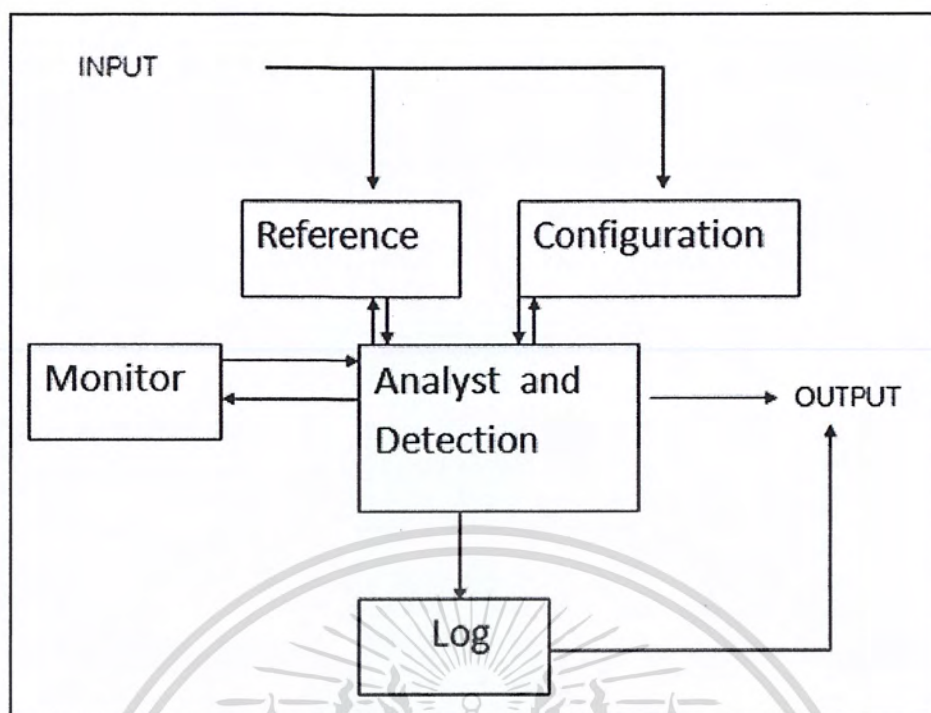 INPUT
Reference
Configuration
Monitor
Analyst and
Detection
OUTPUT
Log